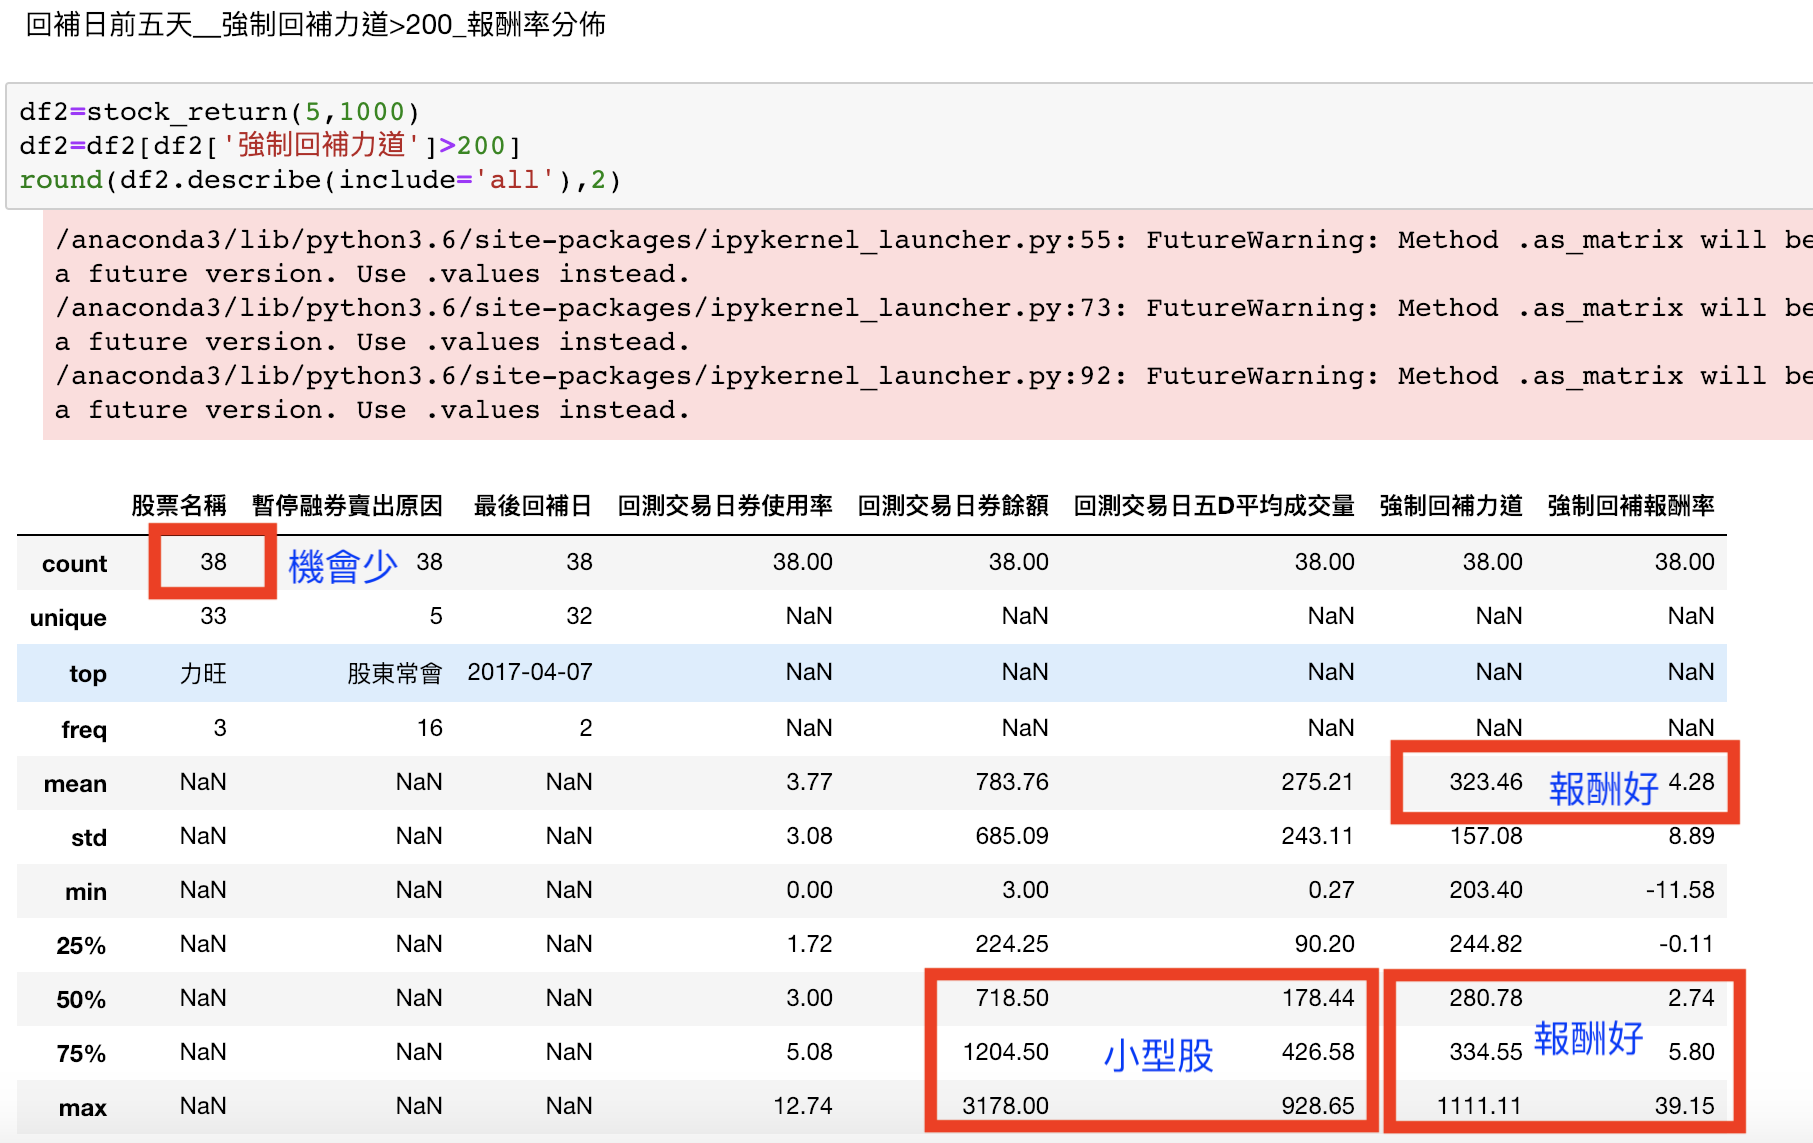 回補日前五天__強制回補力道>200_報酬率分佈
df2=stock_return(5,1000)
df2=df2[df2['強制回補力道']>200]
round(df2.describe(include='all'),2)
/anaconda3/lib/python3.6/site-packages/ipykernel_launcher.py:55: FutureWarning: Method .as_matrix will be
a future version. Use .values instead.
/anaconda3/lib/python3.6/site-packages/ipykernel_launcher.py:73: FutureWarning: Method .as_matrix will be
a future version. Use .values instead.
/anaconda3/lib/python3.6/site-packages/ipykernel_launcher.py:92: FutureWarning: Method .as_matrix will be
a future version. Use .values instead.
股票名稱 暫停融券賣出原因 最後回補日 回測交易日券使用率 回測交易日券餘額 回測交易日五D平均成交量 強制回補力道 強制回補報酬率
count 38 機會少 38 38 38.00 38.00 38.00 38.00 38.00
unique 33 5 32 NaN NaN NaN NaN NaN
top 力旺 股東常會 2017-04-07 NaN NaN NaN NaN NaN
freq 3 16 2 NaN NaN NaN NaN NaN
mean NaN NaN NaN 3.77 783.76 275.21 323.46 報酬好 4.28
std NaN NaN NaN 3.08 685.09 243.11 157.08 8.89
min NaN NaN NaN 0.00 3.00 0.27 203.40 -11.58
25% NaN NaN NaN 1.72 224.25 90.20 244.82 -0.11
50% NaN NaN NaN 3.00 718.50 178.44 280.78 2.74
75% NaN NaN NaN 5.08 1204.50 小型股 426.58 334.55 報酬好 5.80
max NaN NaN NaN 12.74 3178.00 928.65 1111.11 39.15